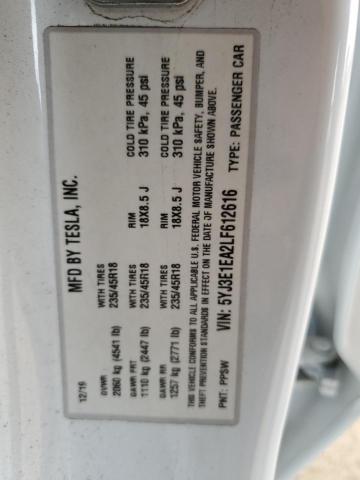 MFD BY TESLA, INC.
12/19
GVWR WITH TIRES RIM COLD TIRE PRESSURE
2060 kg (4541 lb) 235/45R18 18X8.5 J 310 kPa, 45 psi
GAWR FRT WITH TIRES RIM COLD TIRE PRESSURE
1110 kg (2447 lb) 235/45R18 18X8.5 J 310 kPa, 45 psi
GAWR RR
1257 kg (2771 lb)
THIS VEHICLE CONFORMS TO ALL APPLICABLE U.S. FEDERAL MOTOR VEHICLE SAFETY, BUMPER, AND
THEFT PREVENTION STANDARDS IN EFFECT ON THE DATE OF MANUFACTURE SHOWN ABOVE.
VIN: 5YJ3E1EA2LF612616 TYPE: PASSENGER CAR
PNT: PPSW